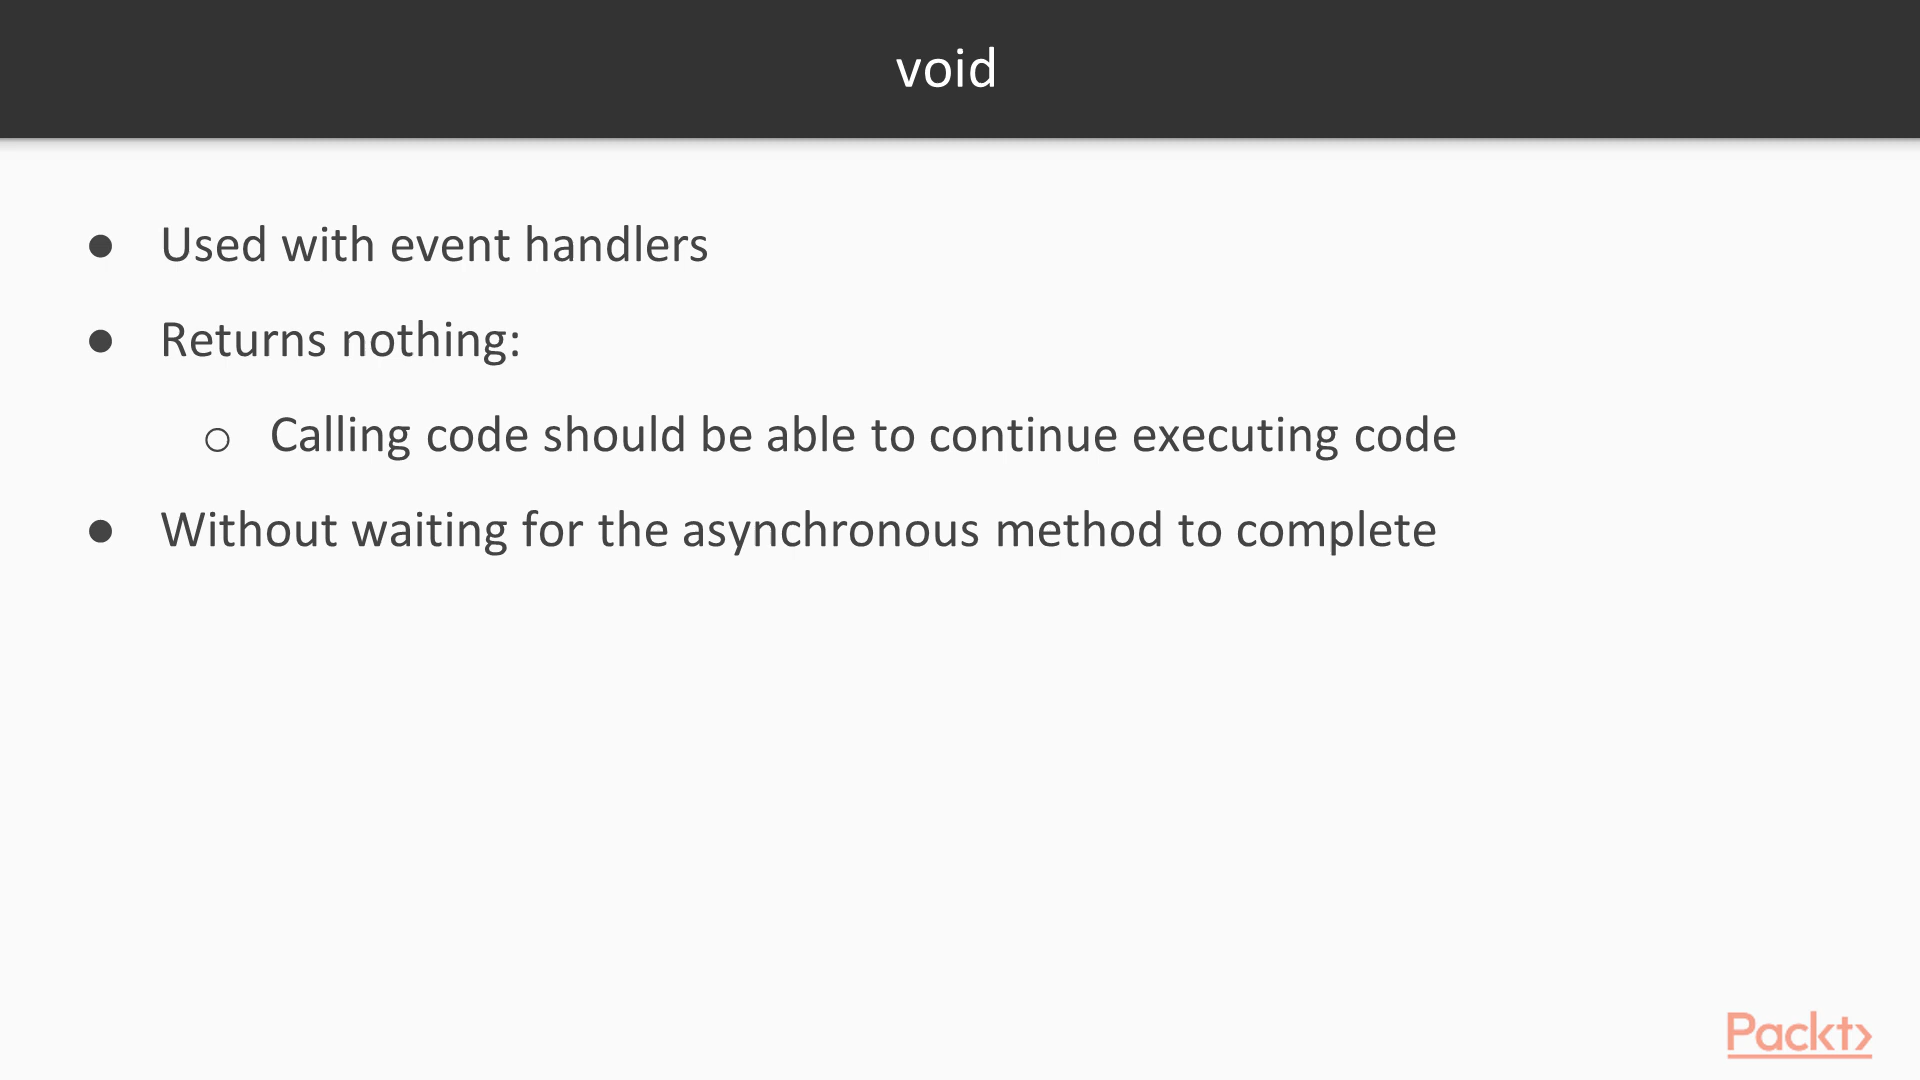 void
● Used with event handlers
● Returns nothing:
○ Calling code should be able to continue executing code
● Without waiting for the asynchronous method to complete
Packt>